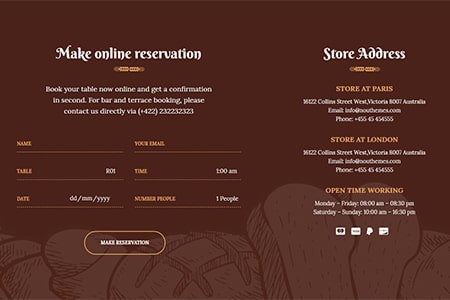 Make online reservation
Book your table now online and get a confirmation
in second. For bar and terrace booking, please
contact us directly via (+422) 232232323
NAME
YOUR EMAIL
TABLE
R01
TIME
1:00 am
DATE
dd/mm/yyyy
NUMBER PEOPLE
1 People
MAKE RESERVATION
Store Address
STORE AT PARIS
16122 Collins Street West,Victoria 8007 Australia
Email: info@nouthemes.com
Phone: +455 45 454555
STORE AT LONDON
16122 Collins Street West,Victoria 8007 Australia
Email: info@nouthemes.com
Phone: +455 45 454555
OPEN TIME WORKING
Monday – Friday: 08:00 am – 08:30 pm
Saturday – Sunday: 10:00 am – 16:30 pm